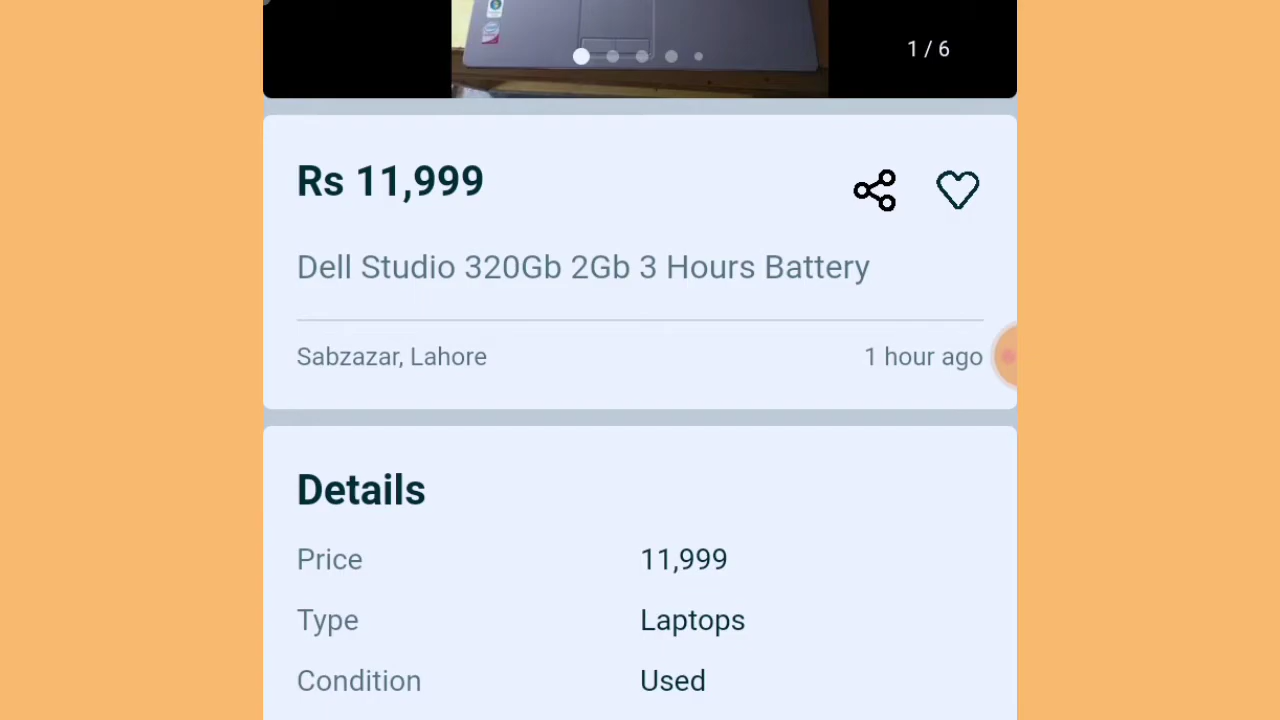 1 / 6
Rs 11,999
Dell Studio 320Gb 2Gb 3 Hours Battery
Sabzazar, Lahore 1 hour ago
Details
Price 11,999
Type Laptops
Condition Used